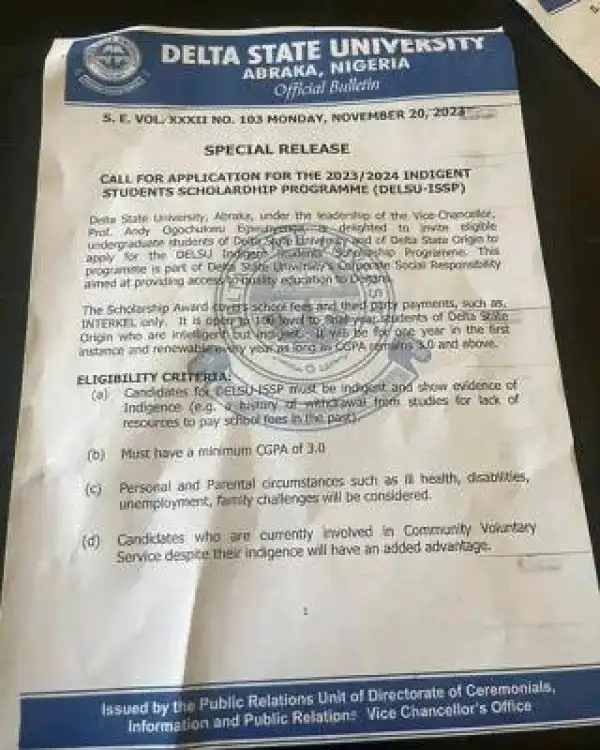 DELTA STATE UNIVERSITY
ABRAKA, NIGERIA
Official Bulletin
S. E. VOL. XXXII NO. 103 MONDAY, NOVEMBER 20, 2023
SPECIAL RELEASE
CALL FOR APPLICATION FOR THE 2023/2024 INDIGENT
STUDENTS SCHOLARDHIP PROGRAMME (DELSU-ISSP)
Delta State University, Abraka, under the leadership of the Vice-Chancellor,
Prof. Andy Ogochukwu Egwunyenga, is delighted to invite eligible
undergraduate students of Delta State University and of Delta State Origin to
apply for the DELSU Indigent Students Scholarship Programme. This
programme is part of Delta State University's Corporate Social Responsibility
aimed at providing access to quality education to Deltans.
The Scholarship Award covers school fees and third party payments, such as,
INTERKEL only. It is open to 100 level to final year students of Delta State
Origin who are intelligent but indigent. It will be for one year in the first
instance and renewable every year as long as CGPA remains 3.0 and above.
ELIGIBILITY CRITERIA:
(a) Candidates for DELSU-ISSP must be indigent and show evidence of
Indigence (e.g. a history of withdrawal from studies for lack of
resources to pay school fees in the past).
(b) Must have a minimum CGPA of 3.0
(c) Personal and Parental circumstances such as ill health, disabilities,
unemployment, family challenges will be considered.
(d) Candidates who are currently involved in Community Voluntary
Service despite their indigence will have an added advantage.
1
Issued by the Public Relations Unit of Directorate of Ceremonials,
Information and Public Relations Vice Chancellor's Office